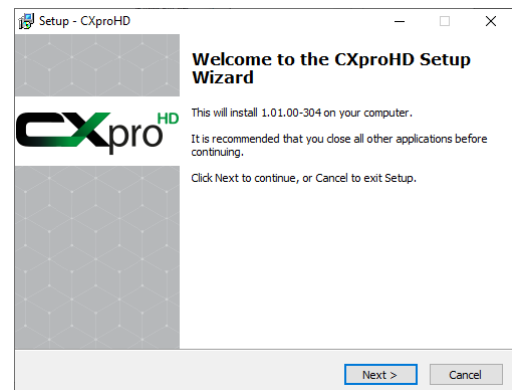 Setup - CXproHD
Welcome to the CXproHD Setup
Wizard
CXpro HD
This will install 1.01.00-304 on your computer.
It is recommended that you close all other applications before
continuing.
Click Next to continue, or Cancel to exit Setup.
Next >
Cancel